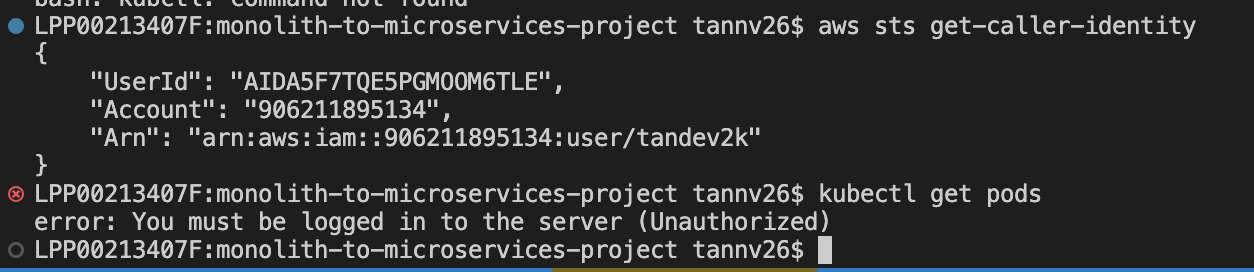 bash: kubectl: command not found
LPP00213407F:monolith-to-microservices-project tannv26$ aws sts get-caller-identity
{
    "UserId": "AIDA5F7TQE5PGMOOM6TLE",
    "Account": "906211895134",
    "Arn": "arn:aws:iam::906211895134:user/tandev2k"
}
LPP00213407F:monolith-to-microservices-project tannv26$ kubectl get pods
error: You must be logged in to the server (Unauthorized)
LPP00213407F:monolith-to-microservices-project tannv26$